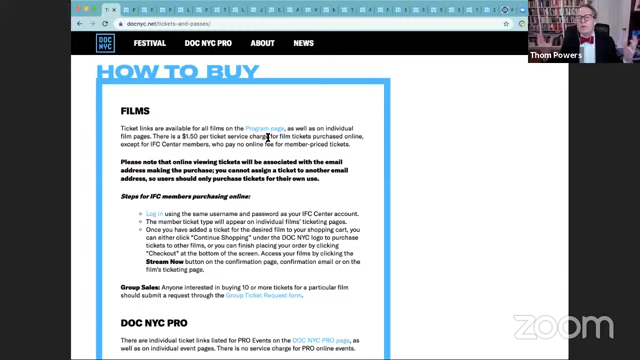 docnyc.net/tickets-and-passes/
DOC
NYC
FESTIVAL
DOC NYC PRO
ABOUT
NEWS
Thom Powers
HOW TO BUY
FILMS
Ticket links are available for all films on the Program page, as well as on individual
film pages. There is a $1.50 per ticket service charge for film tickets purchased online,
except for IFC Center members, who pay no online fee for member-priced tickets.
Please note that online viewing tickets will be associated with the email
address making the purchase; you cannot assign a ticket to another email
address, so users should only purchase tickets for their own use.
Steps for IFC members purchasing online:
Log in using the same username and password as your IFC Center account.
The member ticket type will appear on individual films' ticketing pages.
Once you have added a ticket for the desired film to your shopping cart, you
can either click "Continue Shopping" under the DOC NYC logo to purchase
tickets to other films, or you can finish placing your order by clicking
"Checkout" at the bottom of the screen. Access your films by clicking the
Stream Now button on the confirmation page, confirmation email or on the
film's ticketing page.
Group Sales: Anyone interested in buying 10 or more tickets for a particular film
should submit a request through the Group Ticket Request form.
DOC NYC PRO
There are individual ticket links listed for PRO Events on the DOC NYC PRO page,
as well as on individual event pages. There is no service charge for PRO online events.
zoom